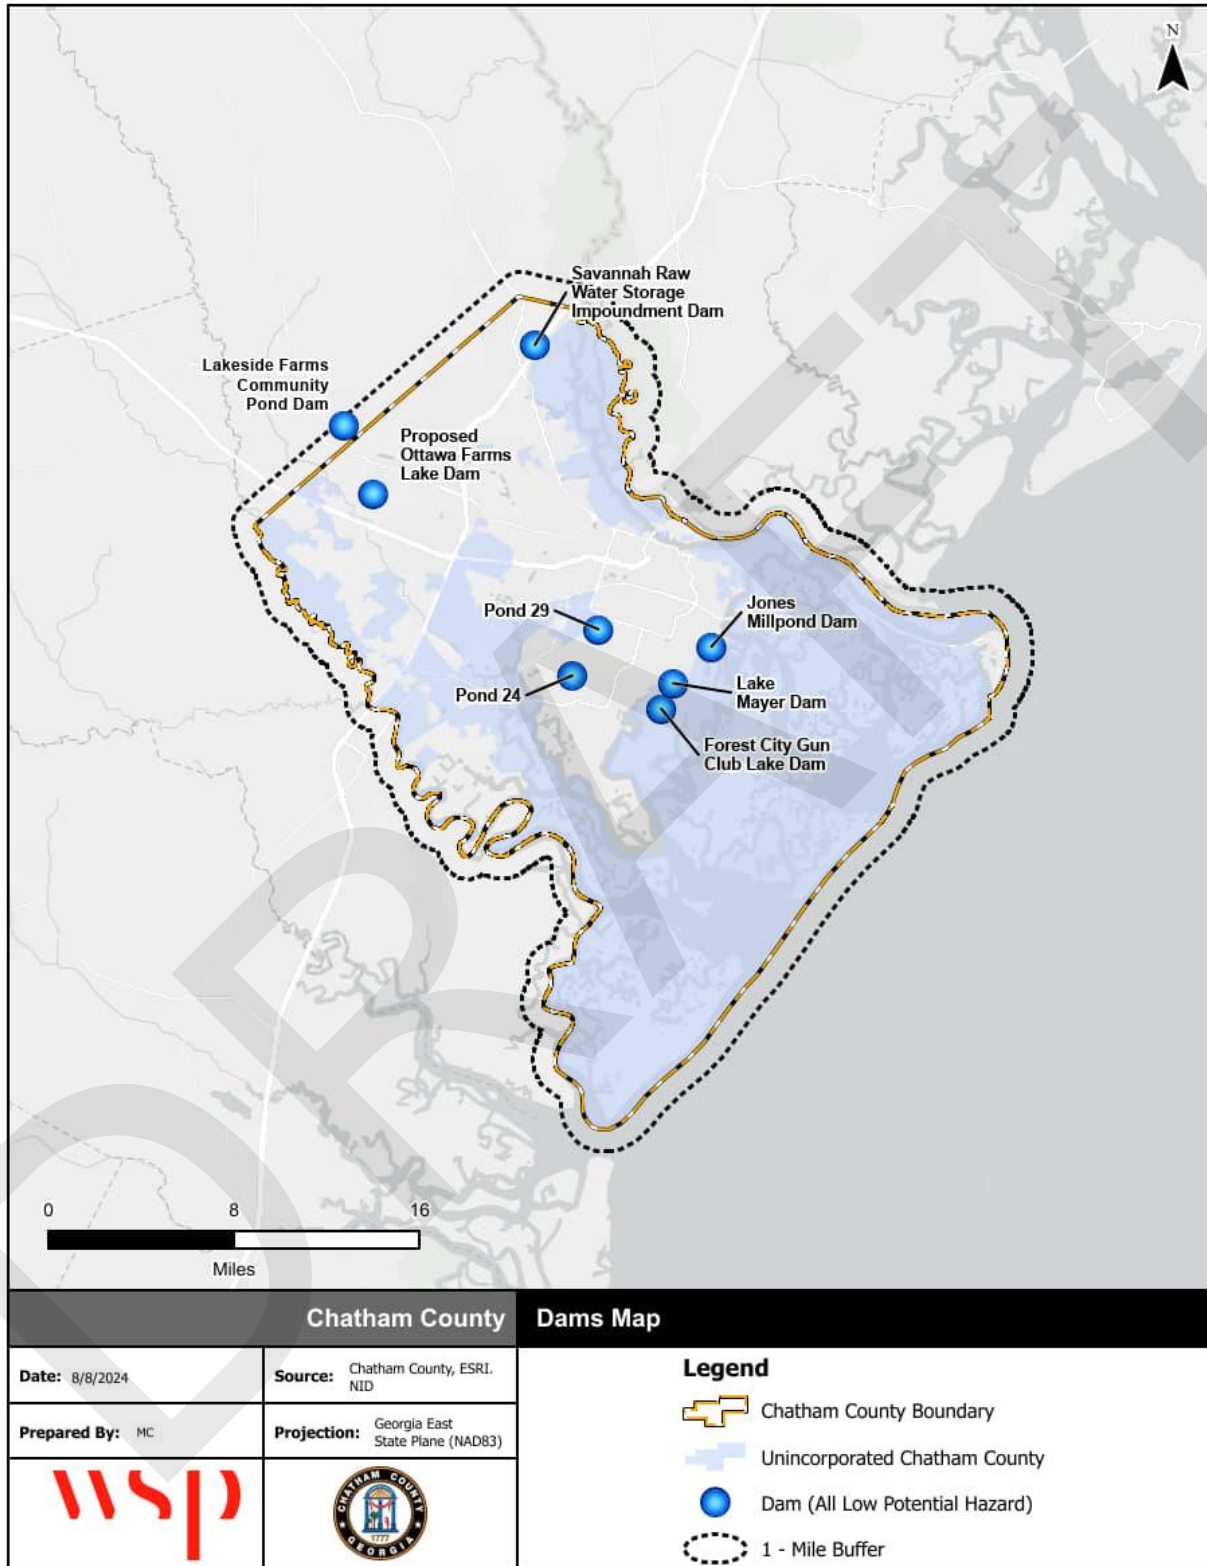 N
Savannah Raw
Water Storage
Impoundment Dam
Lakeside Farms
Community
Pond Dam
Proposed
Ottawa Farms
Lake Dam
Pond 29
Jones
Millpond Dam
Pond 24
Lake
Mayer Dam
Forest City Gun
Club Lake Dam
DRAFT
0 8 16
Miles
Chatham County Dams Map
Date: 8/8/2024
Source: Chatham County, ESRI.
NID
Prepared By: MC
Projection: Georgia East
State Plane (NAD83)
wsp
CHATHAM COUNTY
1777
GEORGIA
Legend
Chatham County Boundary
Unincorporated Chatham County
Dam (All Low Potential Hazard)
1 - Mile Buffer